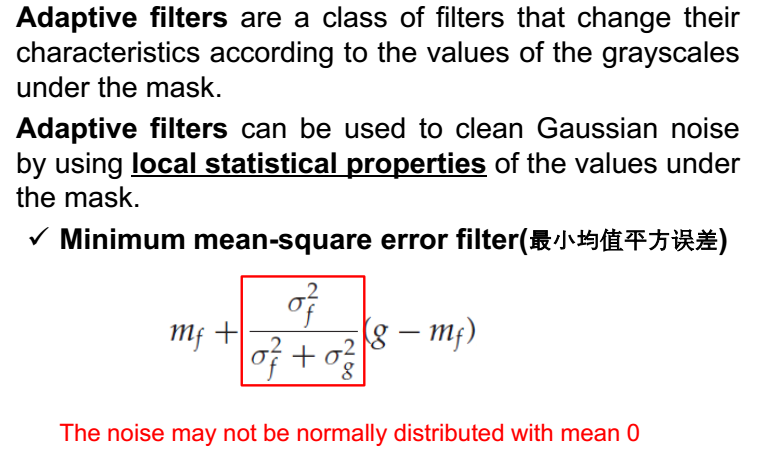 Adaptive filters are a class of filters that change their
characteristics according to the values of the grayscales
under the mask.
Adaptive filters can be used to clean Gaussian noise
by using local statistical properties of the values under
the mask.
✓ Minimum mean-square error filter(最小均值平方误差)
m_f + \frac{σ_f^2}{σ_f^2 + σ_g^2}(g − m_f)
The noise may not be normally distributed with mean 0